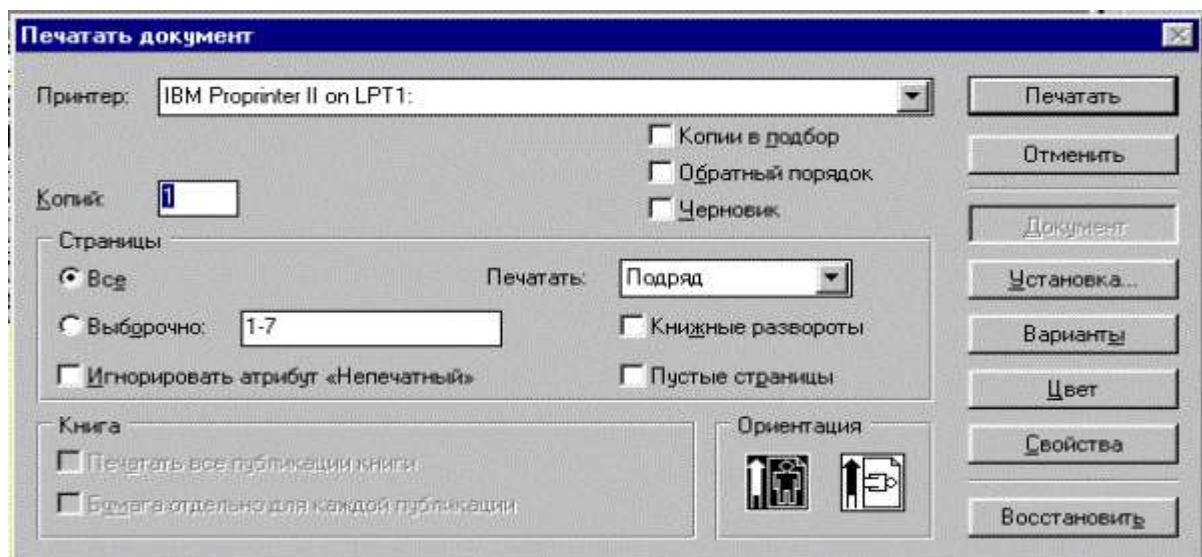 Печатать документ
Принтер: IBM Proprinter II on LPT1: Печатать
Копии в подбор
Отменить
Обратный порядок
Копий: 1
Черновик
Документ
Страницы
Все Печатать: Подряд Установка...
Выборочно: 1-7 Книжные развороты Варианты
Игнорировать атрибут «Непечатный» Пустые страницы
Цвет
Книга Ориентация
Свойства
Печатать все публикации книги
Бумага отдельно для каждой публикации
Восстановить